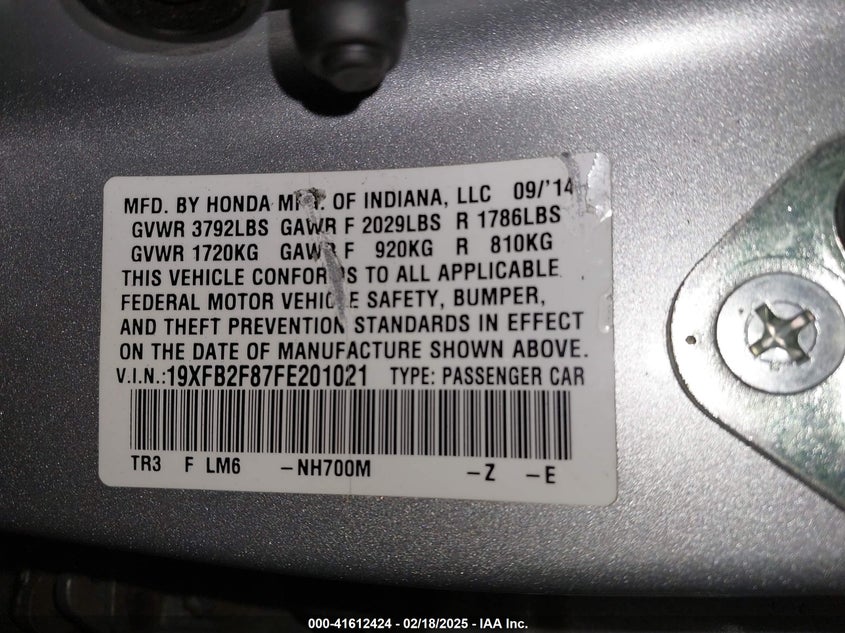 MFD. BY HONDA MFG. OF INDIANA, LLC 09/'14
GVWR 3792LBS GAWR F 2029LBS R 1786LBS
GVWR 1720KG GAWR F 920KG R 810KG
THIS VEHICLE CONFORMS TO ALL APPLICABLE
FEDERAL MOTOR VEHICLE SAFETY, BUMPER,
AND THEFT PREVENTION STANDARDS IN EFFECT
ON THE DATE OF MANUFACTURE SHOWN ABOVE.
V.I.N.:19XFB2F87FE201021 TYPE: PASSENGER CAR
TR3 F LM6 -NH700M -Z -E
000-41612424 - 02/18/2025 - IAA Inc.